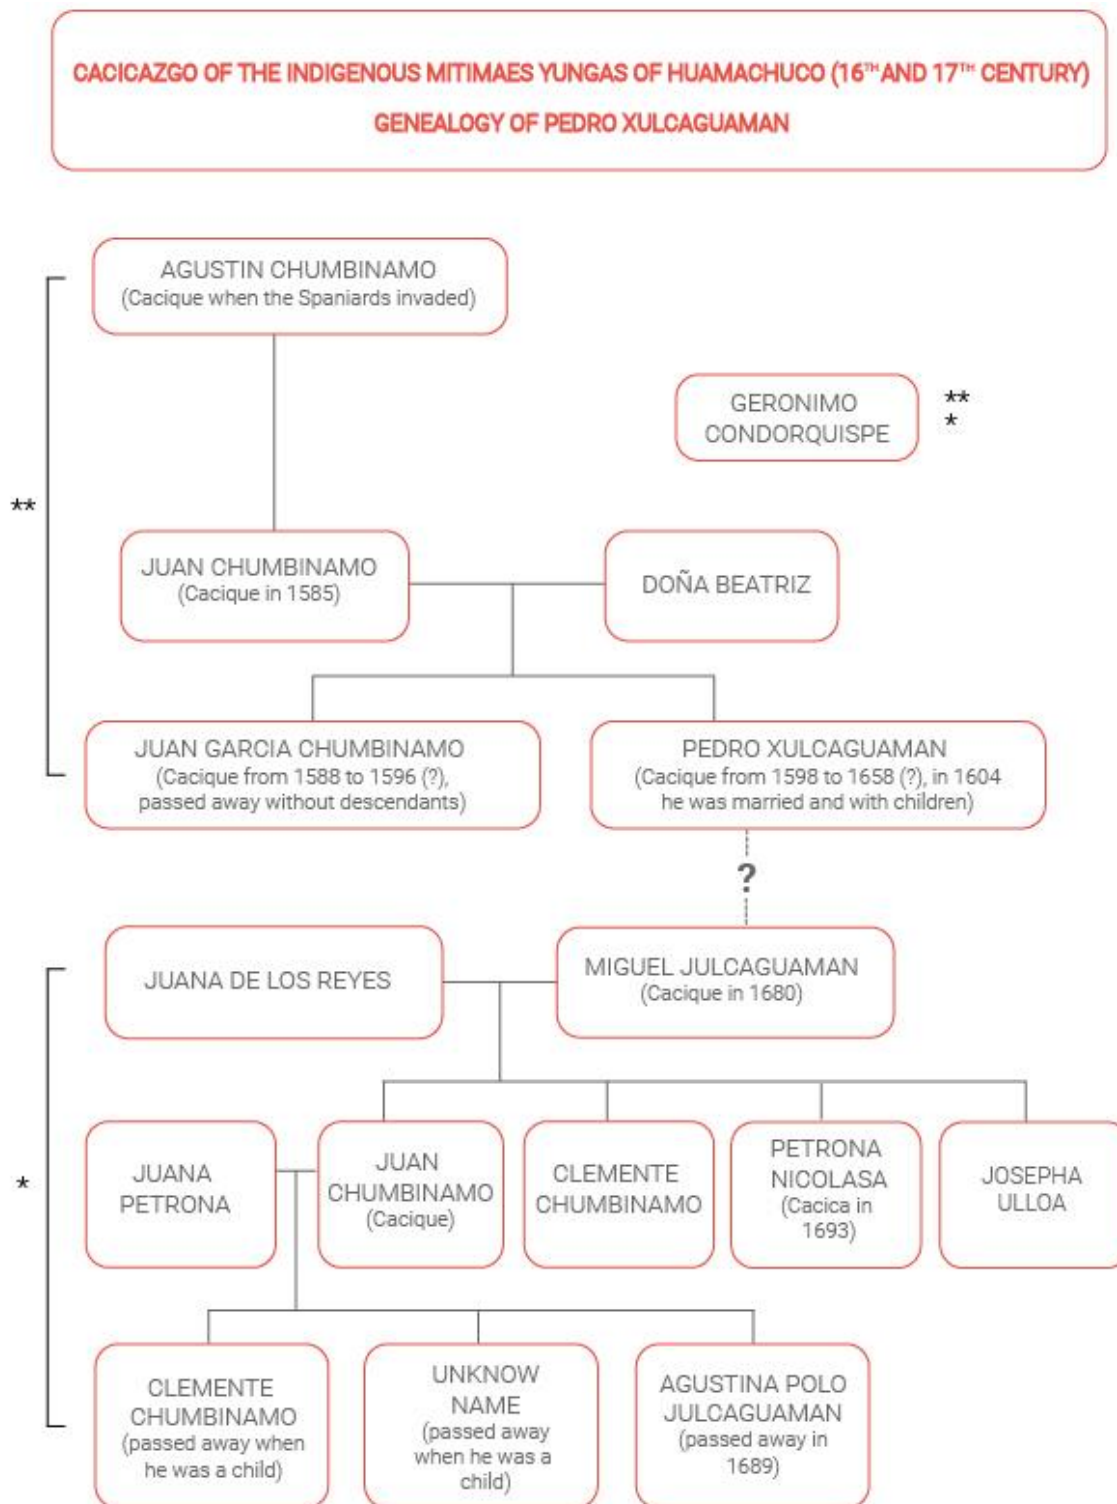 CACICAZGO OF THE INDIGENOUS MITIMAES YUNGAS OF HUAMACHUCO (16TH AND 17TH CENTURY)
GENEALOGY OF PEDRO XULCAGUAMAN
AGUSTIN CHUMBINAMO
(Cacique when the Spaniards invaded)
GERONIMO
CONDORQUISPE
**
*
**
JUAN CHUMBINAMO
(Cacique in 1585)
DOÑA BEATRIZ
JUAN GARCIA CHUMBINAMO
(Cacique from 1588 to 1596 (?),
passed away without descendants)
PEDRO XULCAGUAMAN
(Cacique from 1598 to 1658 (?), in 1604
he was married and with children)
?
JUANA DE LOS REYES
MIGUEL JULCAGUAMAN
(Cacique in 1680)
*
JUANA
PETRONA
JUAN
CHUMBINAMO
(Cacique)
CLEMENTE
CHUMBINAMO
PETRONA
NICOLASA
(Cacica in
1693)
JOSEPHA
ULLOA
CLEMENTE
CHUMBINAMO
(passed away when
he was a child)
UNKNOW
NAME
(passed away
when he was a
child)
AGUSTINA POLO
JULCAGUAMAN
(passed away in
1689)